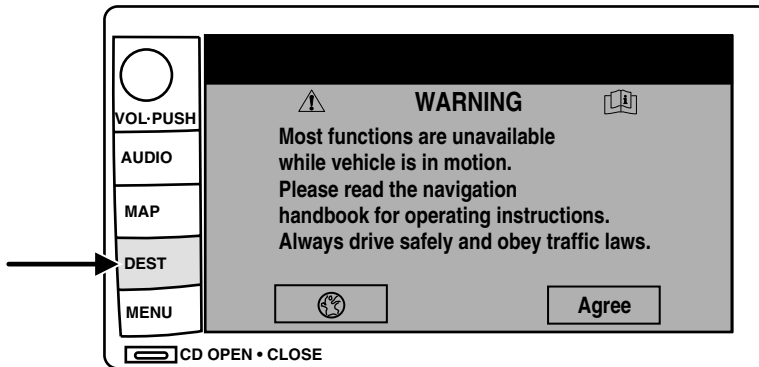 VOL·PUSH
AUDIO
MAP
DEST
MENU
WARNING
Most functions are unavailable
while vehicle is in motion.
Please read the navigation
handbook for operating instructions.
Always drive safely and obey traffic laws.
Agree
CD OPEN • CLOSE